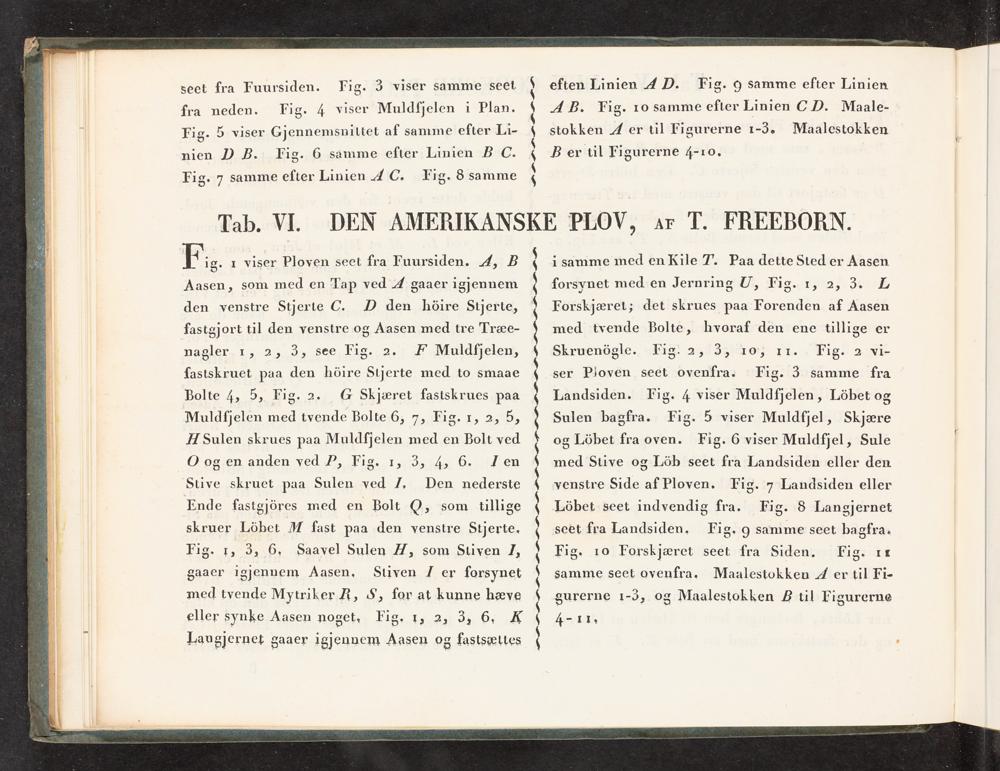 seet fra Fuursiden. Fig. 3 viser samme seet
fra neden. Fig. 4 viser Muldfjelen i Plan.
Fig. 5 viser Gjennemsnittet af samme efter Li-
nien D B. Fig. 6 samme efter Linien B C.
Fig. 7 samme efter Linien A C. Fig. 8 samme
eften Linien A D. Fig. 9 samme efter Linien
A B. Fig. 10 samme efter Linien C D. Maale-
stokken A er til Figurerne 1-3. Maalestokken
B er til Figurerne 4-10.
Tab. VI. DEN AMERIKANSKE PLOV, AF T. FREEBORN.
Fig. 1 viser Ploven seet fra Fuursiden. A, B
Aasen, som med en Tap ved A gaaer igjennem
den venstre Stjerte C. D den höire Stjerte,
fastgjort til den venstre og Aasen med tre Træe-
nagler 1, 2, 3, see Fig. 2. F Muldfjelen,
fastskruet paa den höire Stjerte med to smaae
Bolte 4, 5, Fig. 2. G Skjæret fastskrues paa
Muldfjelen med tvende Bolte 6, 7, Fig. 1, 2, 5,
H Sulen skrues paa Muldfjelen med en Bolt ved
O og en anden ved P, Fig. 1, 3, 4, 6. I en
Stive skruet paa Sulen ved I. Den nederste
Ende fastgjöres med en Bolt Q, som tillige
skruer Löbet M fast paa den venstre Stjerte.
Fig. 1, 3, 6. Saavel Sulen H, som Stiven I,
gaaer igjennem Aasen. Stiven I er forsynet
med tvende Mytriker R, S, for at kunne hæve
eller synke Aasen noget, Fig. 1, 2, 3, 6. K
Langjernet gaaer igjennem Aasen og fastsættes
i samme med en Kile T. Paa dette Sted er Aasen
forsynet med en Jernring U, Fig. 1, 2, 3. L
Forskjæret; det skrues paa Forenden af Aasen
med tvende Bolte, hvoraf den ene tillige er
Skruenögle. Fig. 2, 3, 10, 11. Fig. 2 vi-
ser Ploven seet ovenfra. Fig. 3 samme fra
Landsiden. Fig. 4 viser Muldfjelen, Löbet og
Sulen bagfra. Fig. 5 viser Muldfjel, Skjære
og Löbet fra oven. Fig. 6 viser Muldfjel, Sule
med Stive og Löb seet fra Landsiden eller den
venstre Side af Ploven. Fig. 7 Landsiden eller
Löbet seet indvendig fra. Fig. 8 Langjernet
seet fra Landsiden. Fig. 9 samme seet bagfra.
Fig. 10 Forskjæret seet fra Siden. Fig. 11
samme seet ovenfra. Maalestokken A er til Fi-
gurerne 1-3, og Maalestokken B til Figurerne
4-11.